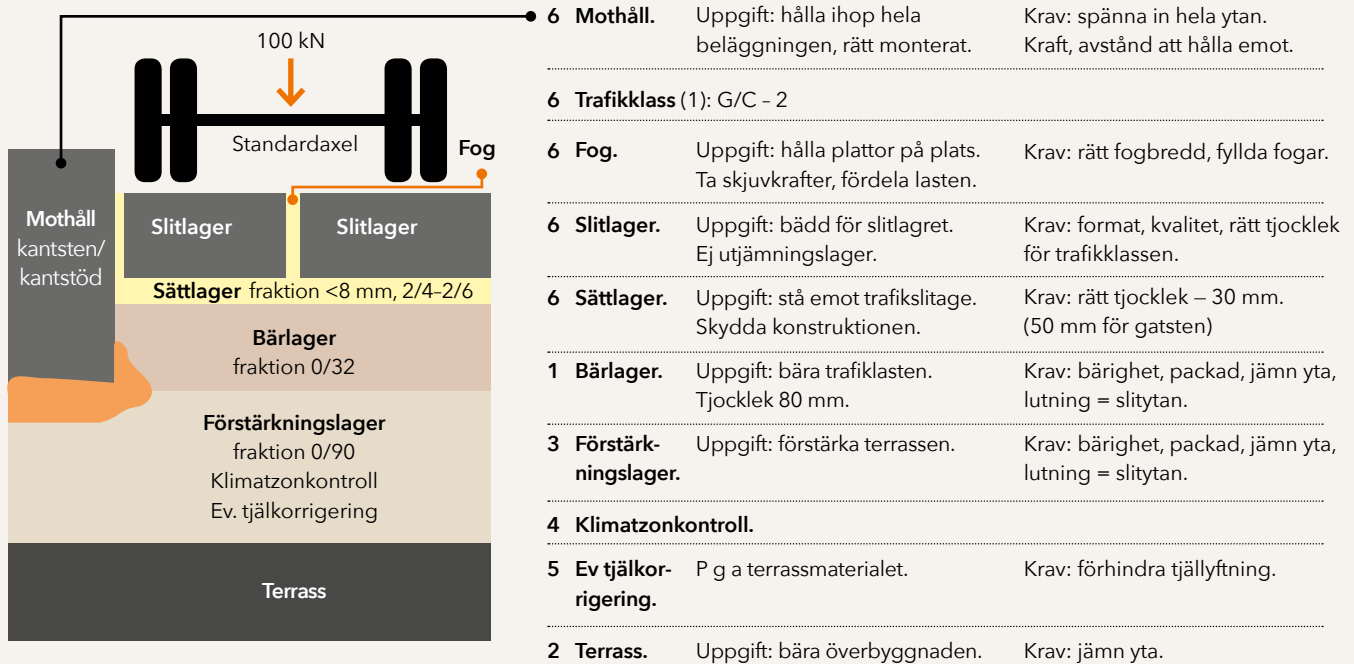 100 kN
Standardaxel
Fog
Mothåll
kantsten/
kantstöd
Slitlager
Slitlager
Sättlager fraktion <8 mm, 2/4–2/6
Bärlager
fraktion 0/32
Förstärkningslager
fraktion 0/90
Klimatzonkontroll
Ev. tjälkorrigering
Terrass
6 Mothåll. Uppgift: hålla ihop hela Krav: spänna in hela ytan.
beläggningen, rätt monterat. Kraft, avstånd att hålla emot.
6 Trafikklass (1): G/C – 2
6 Fog. Uppgift: hålla plattor på plats. Krav: rätt fogbredd, fyllda fogar.
Ta skjuvkrafter, fördela lasten.
6 Slitlager. Uppgift: bädd för slitlagret. Krav: format, kvalitet, rätt tjocklek
Ej utjämningslager. för trafikklassen.
6 Sättlager. Uppgift: stå emot trafikslitage. Krav: rätt tjocklek – 30 mm.
Skydda konstruktionen. (50 mm för gatsten)
1 Bärlager. Uppgift: bära trafiklasten. Krav: bärighet, packad, jämn yta,
Tjocklek 80 mm. lutning = slitytan.
3 Förstärk- Uppgift: förstärka terrassen. Krav: bärighet, packad, jämn yta,
ningslager. lutning = slitytan.
4 Klimatzonkontroll.
5 Ev tjälkor- P g a terrassmaterialet. Krav: förhindra tjällyftning.
rigering.
2 Terrass. Uppgift: bära överbyggnaden. Krav: jämn yta.